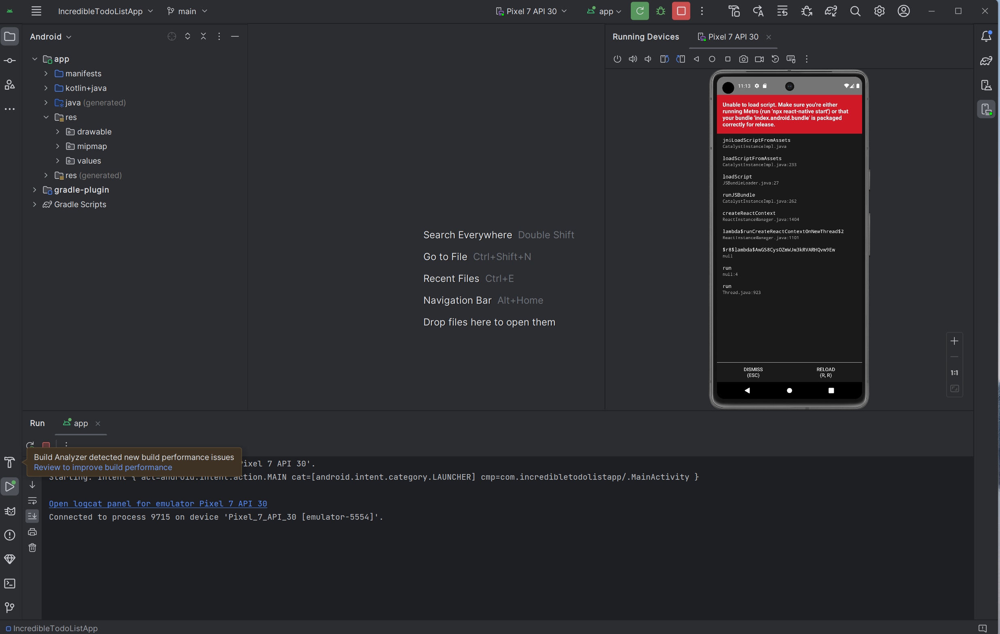 IncredibleTodoListApp main Pixel 7 API 30 app
Android
app
manifests
kotlin+java
java (generated)
res
drawable
mipmap
values
res (generated)
gradle-plugin
Gradle Scripts
Search Everywhere Double Shift
Go to File Ctrl+Shift+N
Recent Files Ctrl+E
Navigation Bar Alt+Home
Drop files here to open them
Running Devices Pixel 7 API 30
11:13
Unable to load script. Make sure you're either
running Metro (run 'npx react-native start') or that
your bundle 'index.android.bundle' is packaged
correctly for release.
jniLoadScriptFromAssets
CatalystInstanceImpl.java
loadScriptFromAssets
CatalystInstanceImpl.java:233
loadScript
JSBundleLoader.java:27
runJSBundle
CatalystInstanceImpl.java:262
createReactContext
ReactInstanceManager.java:1404
lambda$runCreateReactContextOnNewThread$2
ReactInstanceManager.java:1101
$r8$lambda$AwGS8CysOZmWJw3kRVARHQvw9Ew
null
run
null:4
run
Thread.java:923
DISMISS
(ESC)
RELOAD
(R, R)
1:1
Run app
Build Analyzer detected new build performance issues
Review to improve build performance
Pixel 7 API 30'.
Starting: Intent { act=android.intent.action.MAIN cat=[android.intent.category.LAUNCHER] cmp=com.incredibletodolistapp/.MainActivity }
Open logcat panel for emulator Pixel 7 API 30
Connected to process 9715 on device 'Pixel_7_API_30 [emulator-5554]'.
IncredibleTodoListApp